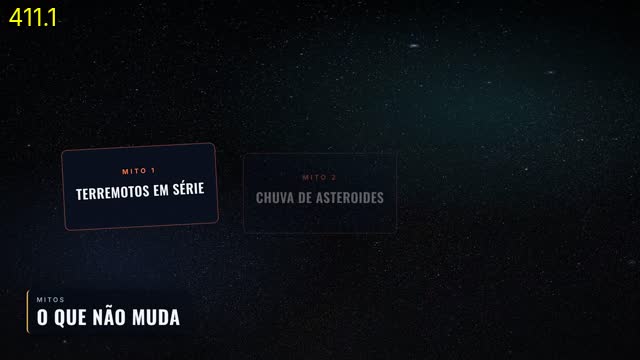 411.1
MITO 1
TERREMOTOS EM SÉRIE
MITO 2
CHUVA DE ASTEROIDES
MITOS
O QUE NÃO MUDA